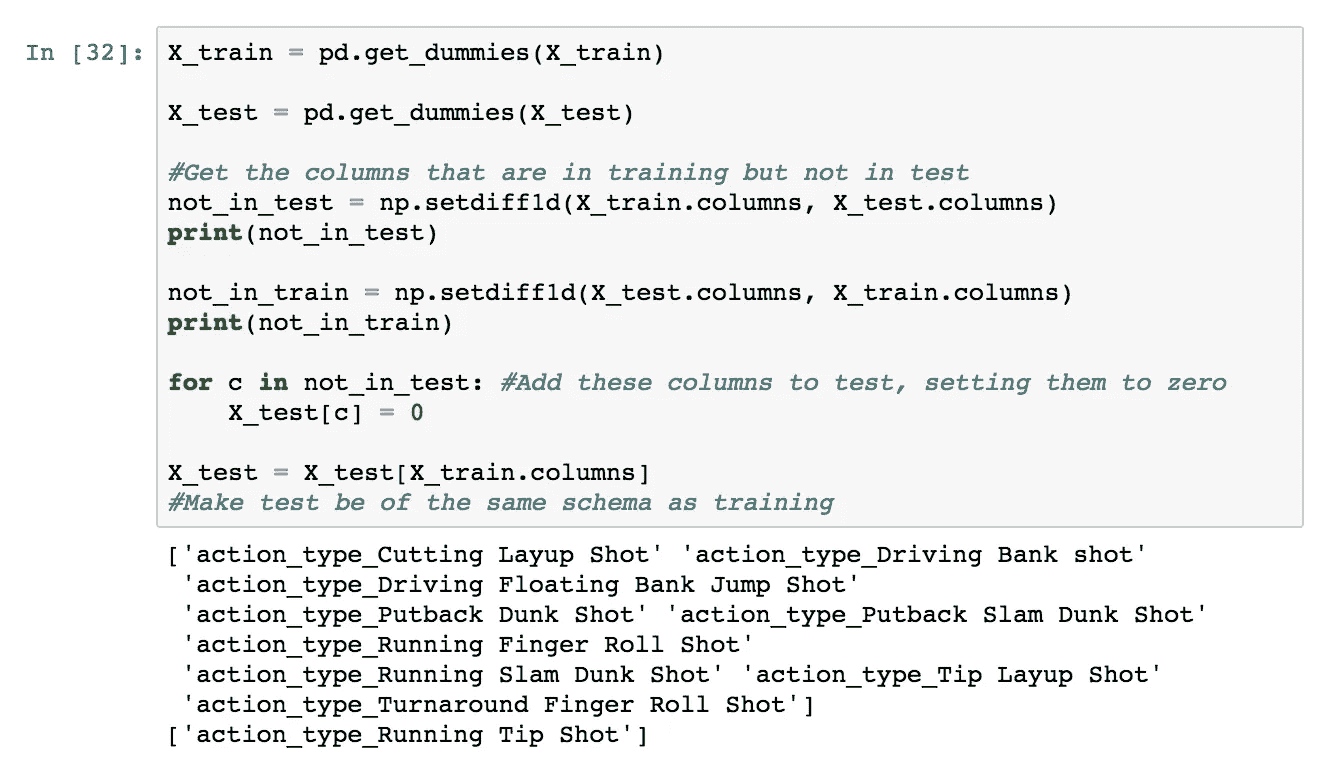 In [32]: X_train = pd.get_dummies(X_train)
X_test = pd.get_dummies(X_test)
#Get the columns that are in training but not in test
not_in_test = np.setdiff1d(X_train.columns, X_test.columns)
print(not_in_test)
not_in_train = np.setdiff1d(X_test.columns, X_train.columns)
print(not_in_train)
for c in not_in_test: #Add these columns to test, setting them to zero
    X_test[c] = 0
X_test = X_test[X_train.columns]
#Make test be of the same schema as training
['action_type_Cutting Layup Shot' 'action_type_Driving Bank shot'
 'action_type_Driving Floating Bank Jump Shot'
 'action_type_Putback Dunk Shot' 'action_type_Putback Slam Dunk Shot'
 'action_type_Running Finger Roll Shot'
 'action_type_Running Slam Dunk Shot' 'action_type_Tip Layup Shot'
 'action_type_Turnaround Finger Roll Shot']
['action_type_Running Tip Shot']